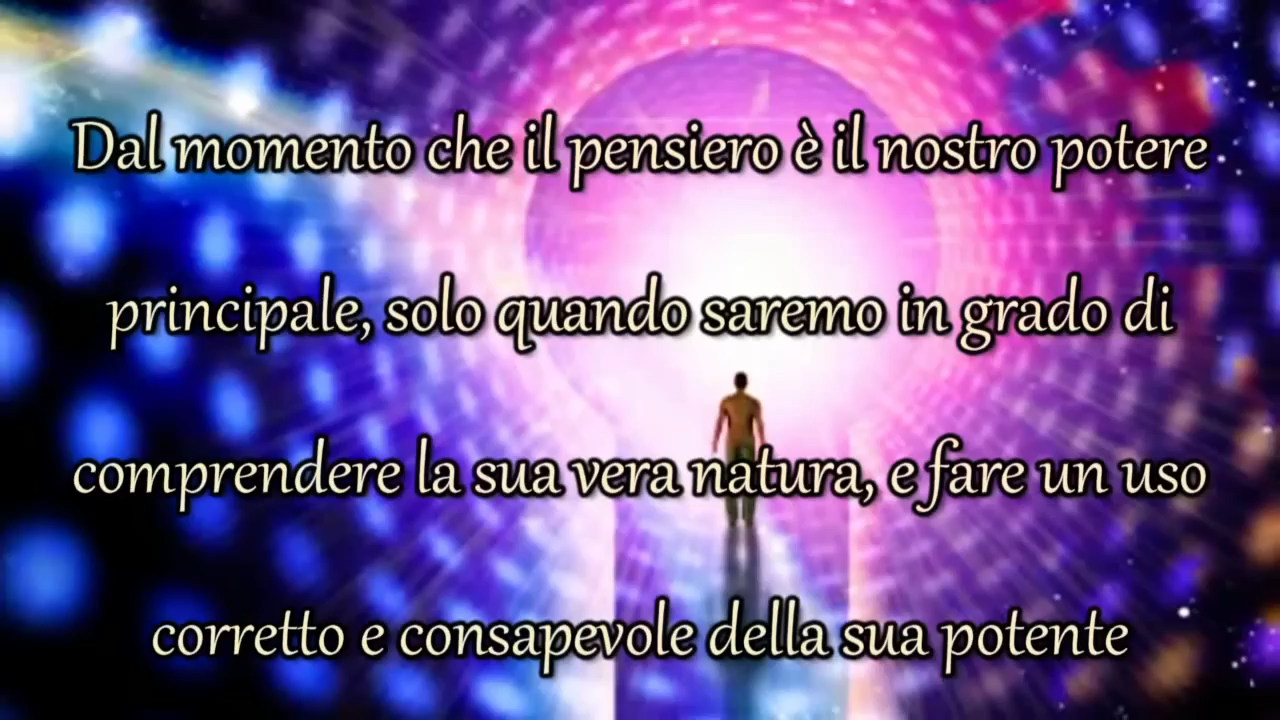 Dal momento che il pensiero è il nostro potere
principale, solo quando saremo in grado di
comprendere la sua vera natura, e fare un uso
corretto e consapevole della sua potente